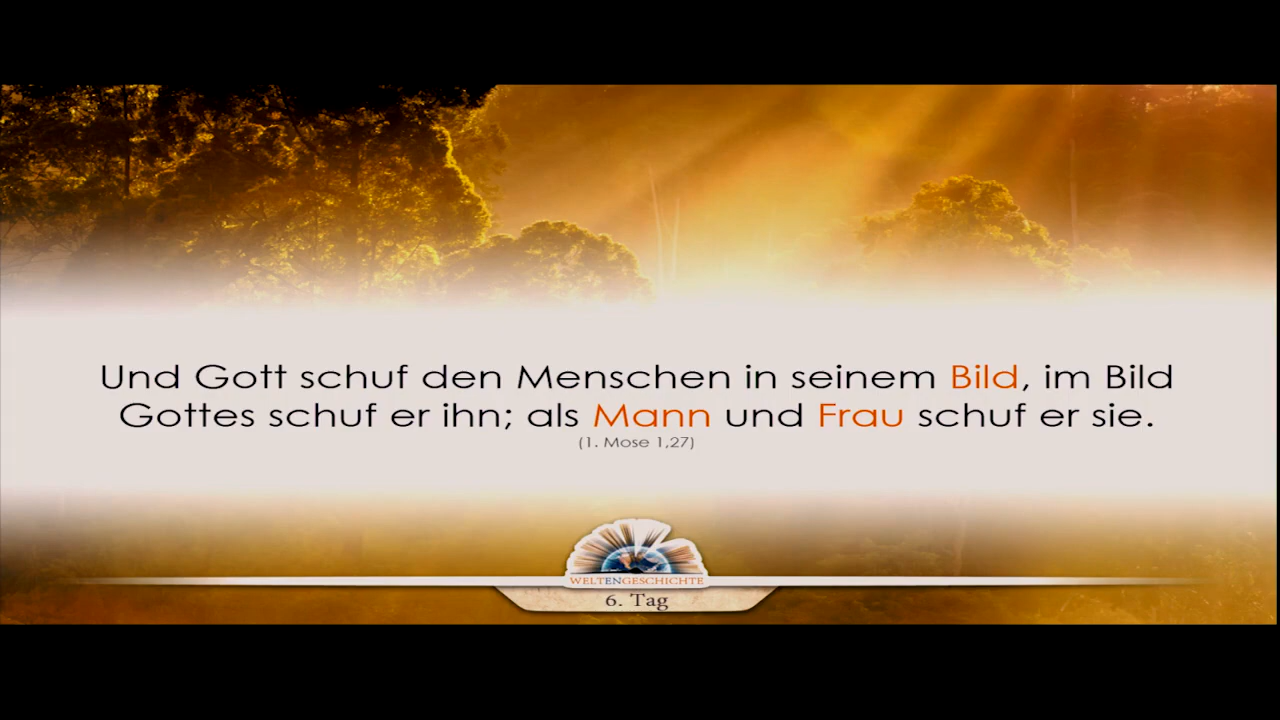 Und Gott schuf den Menschen in seinem Bild, im Bild
Gottes schuf er ihn; als Mann und Frau schuf er sie.
(1. Mose 1,27)
WELTENGESCHICHTE
6. Tag